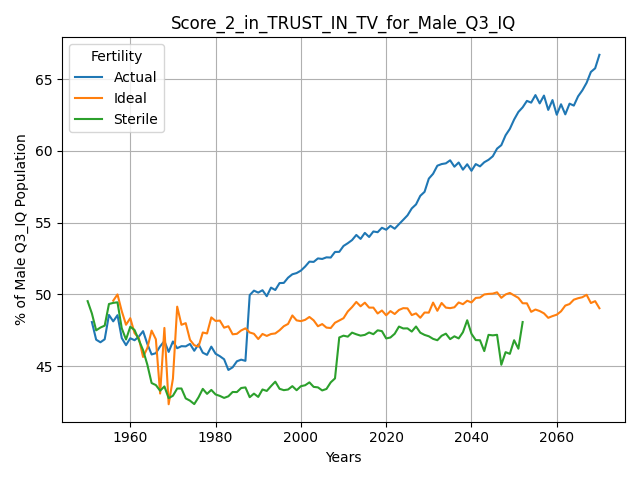 Score_2_in_TRUST_IN_TV_for_Male_Q3_IQ
Fertility
Actual
Ideal
Sterile
% of Male Q3_IQ Population
65
60
55
50
45
1960
1980
2000
2020
2040
2060
Years